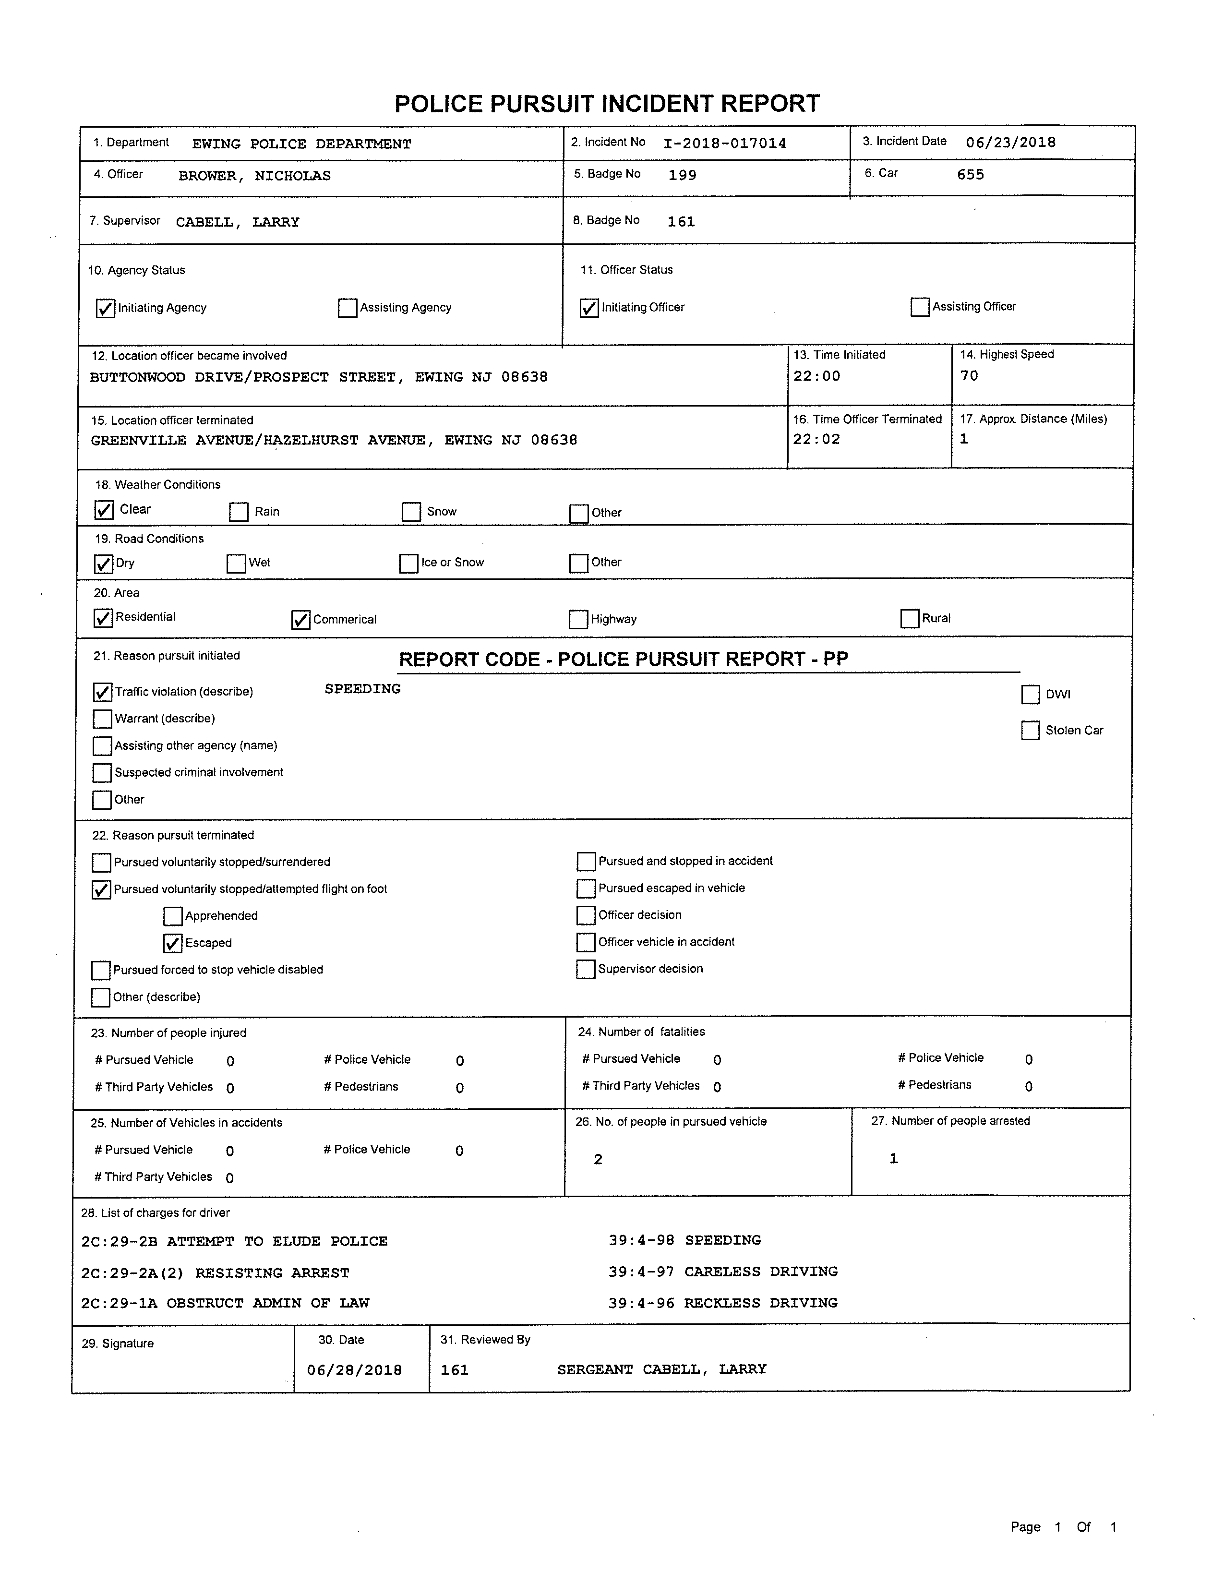 POLICE PURSUIT INCIDENT REPORT
1. Department EWING POLICE DEPARTMENT 2. Incident No I-2018-017014 3. Incident Date 06/23/2018
4. Officer BROWER, NICHOLAS 5. Badge No 199 6. Car 655
7. Supervisor CABELL, LARRY 8. Badge No 161
10. Agency Status 11. Officer Status
Initiating Agency Assisting Agency Initiating Officer Assisting Officer
12. Location officer became involved 13. Time Initiated 14. Highest Speed
BUTTONWOOD DRIVE/PROSPECT STREET, EWING NJ 08638 22:00 70
15. Location officer terminated 16. Time Officer Terminated 17. Approx. Distance (Miles)
GREENVILLE AVENUE/HAZELHURST AVENUE, EWING NJ 08638 22:02 1
18. Weather Conditions
Clear Rain Snow Other
19. Road Conditions
Dry Wet Ice or Snow Other
20. Area
Residential Commerical Highway Rural
21. Reason pursuit initiated REPORT CODE - POLICE PURSUIT REPORT - PP
Traffic violation (describe) SPEEDING DWI
Warrant (describe)
Stolen Car
Assisting other agency (name)
Suspected criminal involvement
Other
22. Reason pursuit terminated
Pursued voluntarily stopped/surrendered Pursued and stopped in accident
Pursued voluntarily stopped/attempted flight on foot Pursued escaped in vehicle
Apprehended Officer decision
Escaped Officer vehicle in accident
Pursued forced to stop vehicle disabled Supervisor decision
Other (describe)
23. Number of people injured 24. Number of fatalities
# Pursued Vehicle 0 # Police Vehicle 0 # Pursued Vehicle 0 # Police Vehicle 0
# Third Party Vehicles 0 # Pedestrians 0 # Third Party Vehicles 0 # Pedestrians 0
25. Number of Vehicles in accidents 26. No. of people in pursued vehicle 27. Number of people arrested
# Pursued Vehicle 0 # Police Vehicle 0
2 1
# Third Party Vehicles 0
28. List of charges for driver
2C:29-2B ATTEMPT TO ELUDE POLICE 39:4-98 SPEEDING
2C:29-2A(2) RESISTING ARREST 39:4-97 CARELESS DRIVING
2C:29-1A OBSTRUCT ADMIN OF LAW 39:4-96 RECKLESS DRIVING
29. Signature 30. Date 31. Reviewed By
06/28/2018 161 SERGEANT CABELL, LARRY
Page 1 Of 1